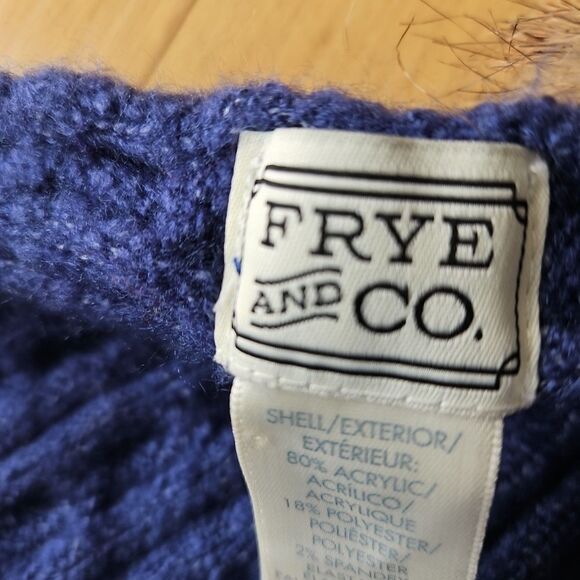 FRYE
AND CO.
SHELL/EXTERIOR/
EXTÉRIEUR:
80% ACRYLIC/
ACRÍLICO/
ACRYLIQUE
18% POLYESTER/
POLIÉSTER/
POLYESTER
2% SPANDEX